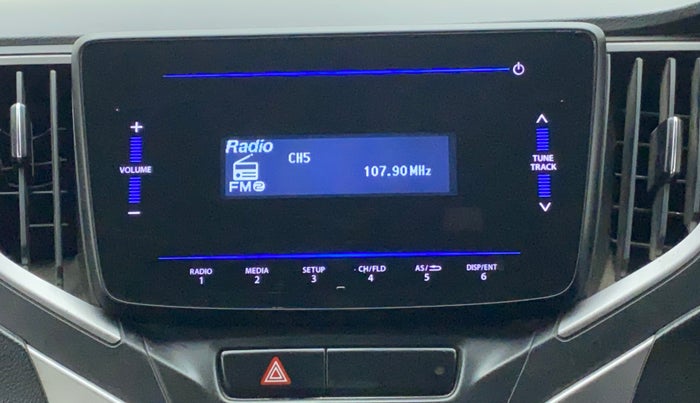 +
VOLUME
−
Radio
CH5
107.90 MHz
FM2
TUNE
TRACK
RADIO
1
MEDIA
2
SETUP
3
CH/FLD
4
AS/
5
DISP/ENT
6